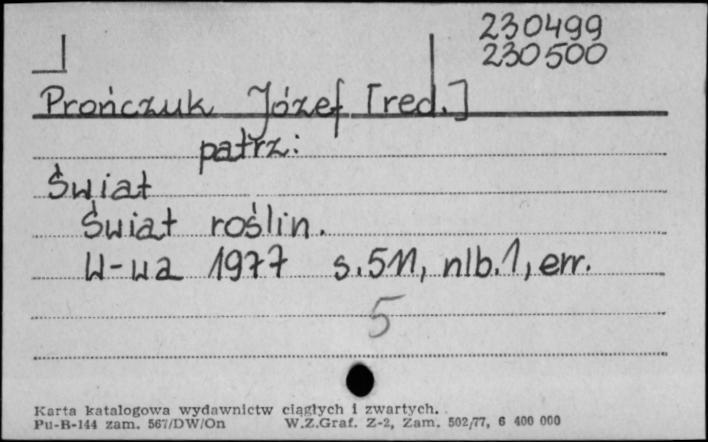 230499
230500
Prończuk Józef [red.]
patrz:
Świat
Świat roślin.
W-wa 1977 s.511, nlb.1, err.
5
Karta katalogowa wydawnictw ciągłych i zwartych.
Pu-B-144 zam. 567/DW/On W.Z.Graf. Z-2, Zam. 502/77, 6 400 000